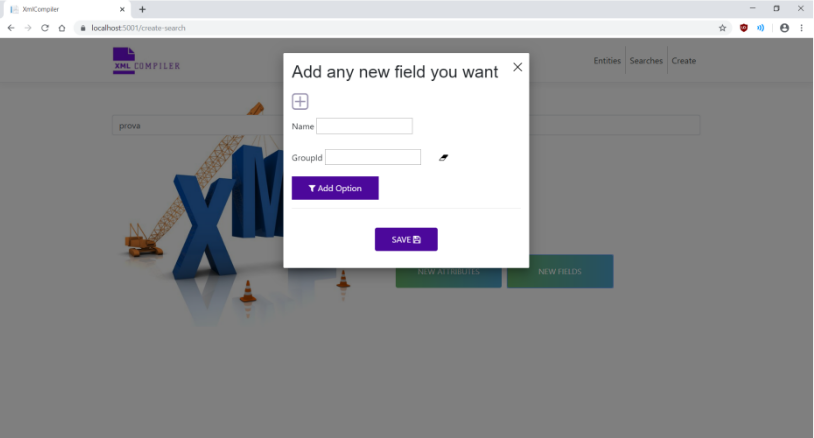 XmlCompiler
localhost:5001/create-search
XML COMPILER
Entities Searches Create
Add any new field you want
prova
Name
GroupId
Add Option
SAVE
XM
NEW ATTRIBUTES NEW FIELDS